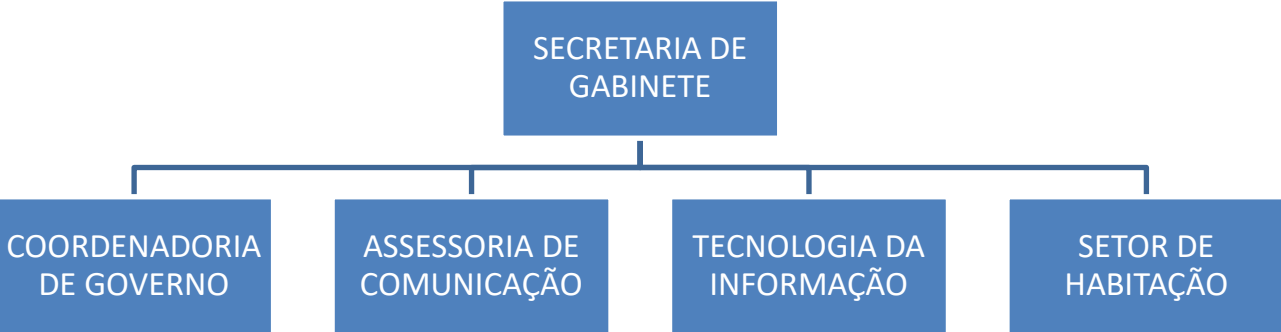 SECRETARIA DE
GABINETE
COORDENADORIA
DE GOVERNO
ASSESSORIA DE
COMUNICAÇÃO
TECNOLOGIA DA
INFORMAÇÃO
SETOR DE
HABITAÇÃO